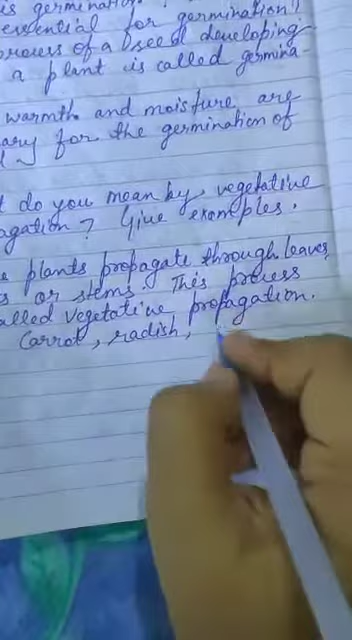 is germination?
essential for germination?
process of a seed developing
a plant is called germina-
warmth and moisture are
ary for the germination of
do you mean by vegetative
agation? Give examples.
plants propagate through leaves,
or stems. This process
alled vegetative propagation.
Carrot, radish,